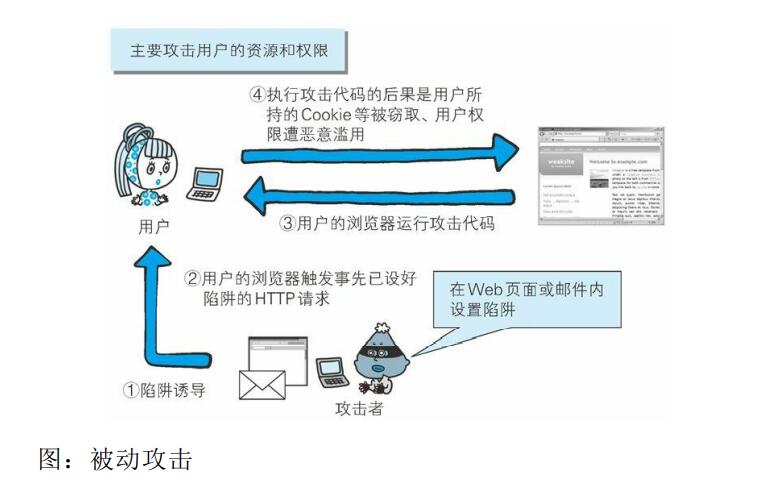 主要攻击用户的资源和权限
④执行攻击代码的后果是用户所
持的Cookie等被窃取、用户权
限遭恶意滥用
weaksite
Welcome to example.com
用户
③用户的浏览器运行攻击代码
②用户的浏览器触发事先已设好
陷阱的HTTP请求
在Web页面或邮件内
设置陷阱
①陷阱诱导
攻击者
图：被动攻击